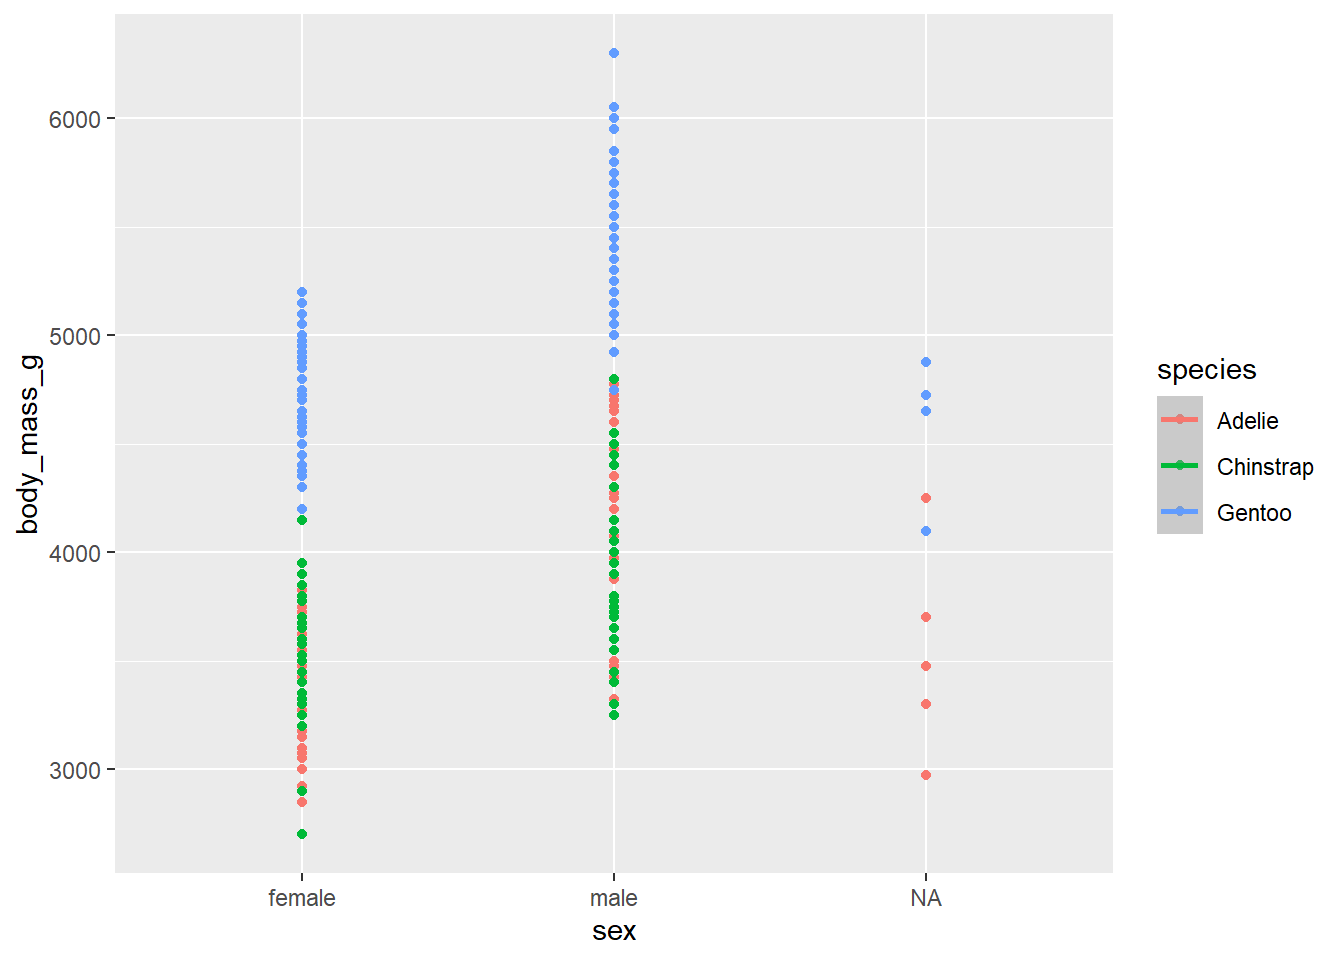 body_mass_g
6000
5000
4000
3000
female
male
NA
sex
species
Adelie
Chinstrap
Gentoo